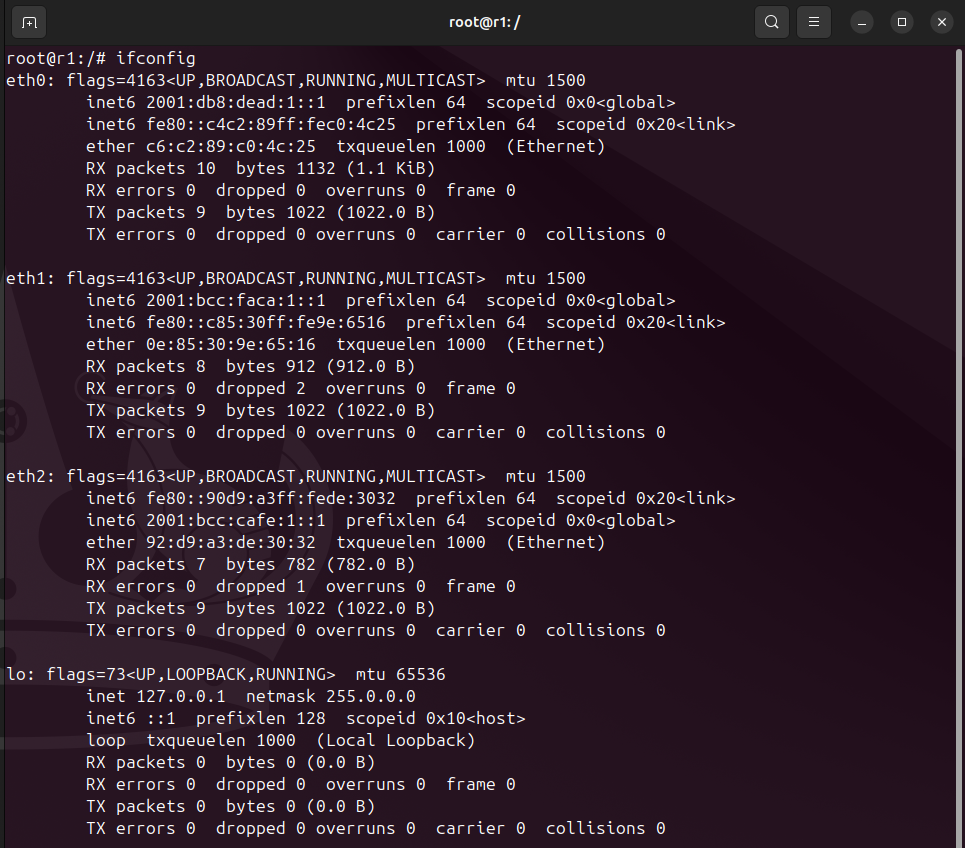 root@r1: /
root@r1:/# ifconfig
eth0: flags=4163<UP,BROADCAST,RUNNING,MULTICAST>  mtu 1500
        inet6 2001:db8:dead:1::1  prefixlen 64  scopeid 0x0<global>
        inet6 fe80::c4c2:89ff:fec0:4c25  prefixlen 64  scopeid 0x20<link>
        ether c6:c2:89:c0:4c:25  txqueuelen 1000  (Ethernet)
        RX packets 10  bytes 1132 (1.1 KiB)
        RX errors 0  dropped 0  overruns 0  frame 0
        TX packets 9  bytes 1022 (1022.0 B)
        TX errors 0  dropped 0 overruns 0  carrier 0  collisions 0

eth1: flags=4163<UP,BROADCAST,RUNNING,MULTICAST>  mtu 1500
        inet6 2001:bcc:faca:1::1  prefixlen 64  scopeid 0x0<global>
        inet6 fe80::c85:30ff:fe9e:6516  prefixlen 64  scopeid 0x20<link>
        ether 0e:85:30:9e:65:16  txqueuelen 1000  (Ethernet)
        RX packets 8  bytes 912 (912.0 B)
        RX errors 0  dropped 2  overruns 0  frame 0
        TX packets 9  bytes 1022 (1022.0 B)
        TX errors 0  dropped 0 overruns 0  carrier 0  collisions 0

eth2: flags=4163<UP,BROADCAST,RUNNING,MULTICAST>  mtu 1500
        inet6 fe80::90d9:a3ff:fede:3032  prefixlen 64  scopeid 0x20<link>
        inet6 2001:bcc:cafe:1::1  prefixlen 64  scopeid 0x0<global>
        ether 92:d9:a3:de:30:32  txqueuelen 1000  (Ethernet)
        RX packets 7  bytes 782 (782.0 B)
        RX errors 0  dropped 1  overruns 0  frame 0
        TX packets 9  bytes 1022 (1022.0 B)
        TX errors 0  dropped 0 overruns 0  carrier 0  collisions 0

lo: flags=73<UP,LOOPBACK,RUNNING>  mtu 65536
        inet 127.0.0.1  netmask 255.0.0.0
        inet6 ::1  prefixlen 128  scopeid 0x10<host>
        loop  txqueuelen 1000  (Local Loopback)
        RX packets 0  bytes 0 (0.0 B)
        RX errors 0  dropped 0  overruns 0  frame 0
        TX packets 0  bytes 0 (0.0 B)
        TX errors 0  dropped 0 overruns 0  carrier 0  collisions 0